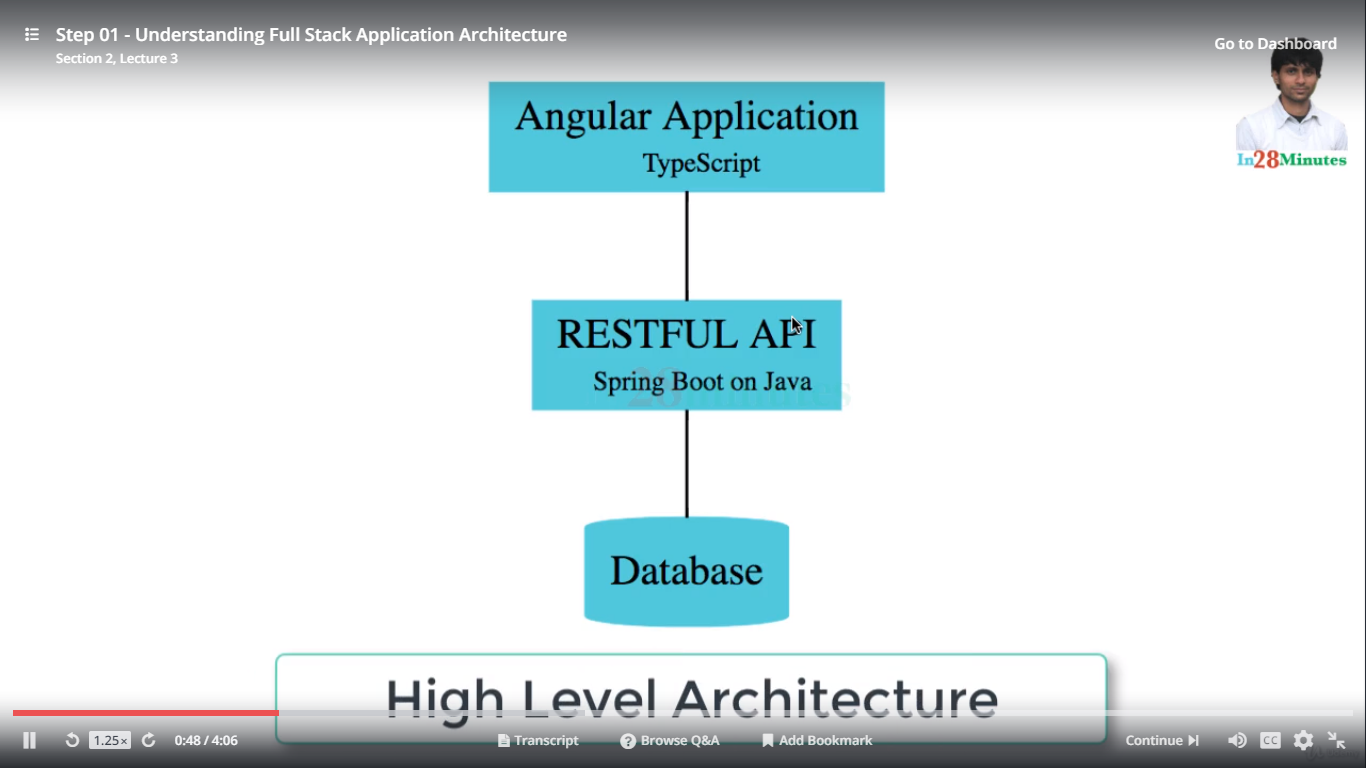 Step 01 - Understanding Full Stack Application Architecture
Section 2, Lecture 3
Go to Dashboard
In28Minutes
Angular Application
TypeScript
RESTFUL API
Spring Boot on Java
Database
High Level Architecture
1.25x
0:48 / 4:06
Transcript
Browse Q&A
Add Bookmark
Continue
CC